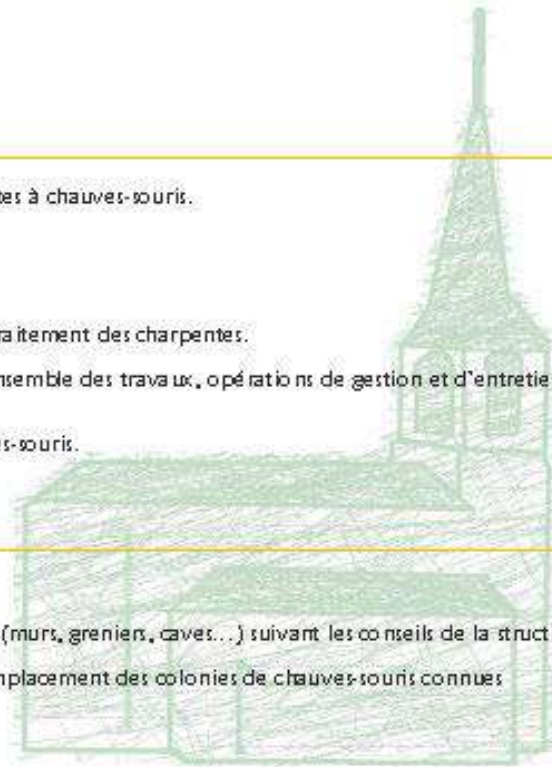 tes à chauves-souris.
raitement des charpentes.
nsemble des travaux, opérations de gestion et d'entretie
s-souris.
(murs, greniers, caves...) suivant les conseils de la struct
nplacement des colonies de chauves-souris connues